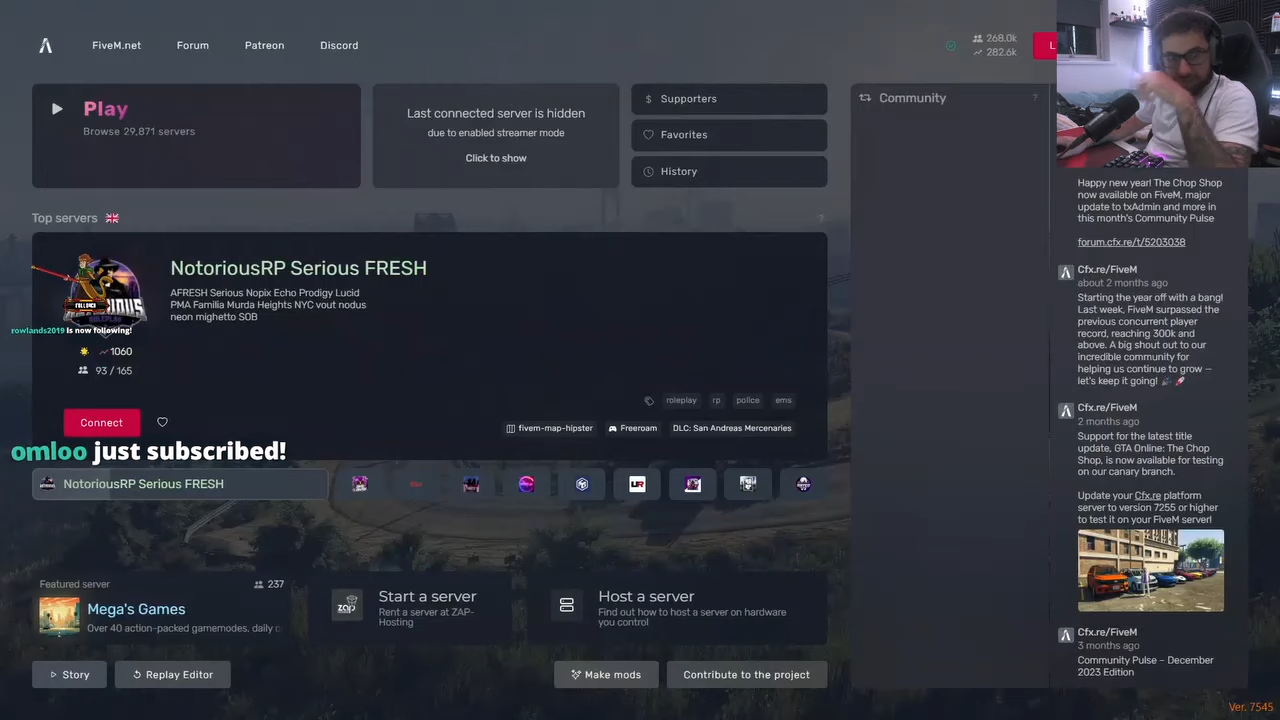 FiveM.net
Forum
Patreon
Discord
268.0k
282.6k
L
Play
Browse 29,871 servers
Last connected server is hidden
due to enabled streamer mode
Click to show
$ Supporters
Favorites
History
Community
?
Top servers
?
NotoriousRP Serious FRESH
AFRESH Serious Nopix Echo Prodigy Lucid
PMA Familia Murda Heights NYC vout nodus
neon mighetto SOB
rowlands2019 is now following!
1060
93 / 165
roleplay
rp
police
ems
Connect
fivem-map-hipster
Freeroam
DLC: San Andreas Mercenaries
omloo just subscribed!
NotoriousRP Serious FRESH
UR
Featured server
237
Mega's Games
Over 40 action-packed gamemodes, daily c
ZAP
Start a server
Rent a server at ZAP-
Hosting
Host a server
Find out how to host a server on hardware
you control
Story
Replay Editor
Make mods
Contribute to the project
Happy new year! The Chop Shop
now available on FiveM, major
update to txAdmin and more in
this month's Community Pulse
forum.cfx.re/t/5203038
Cfx.re/FiveM
about 2 months ago
Starting the year off with a bang!
Last week, FiveM surpassed the
previous concurrent player
record, reaching 300k and
above. A big shout out to our
incredible community for
helping us continue to grow —
let's keep it going! 🎉 🚀
Cfx.re/FiveM
2 months ago
Support for the latest title
update, GTA Online: The Chop
Shop, is now available for testing
on our canary branch.
Update your Cfx.re platform
server to version 7255 or higher
to test it on your FiveM server!
Cfx.re/FiveM
3 months ago
Community Pulse – December
2023 Edition
Ver. 7545